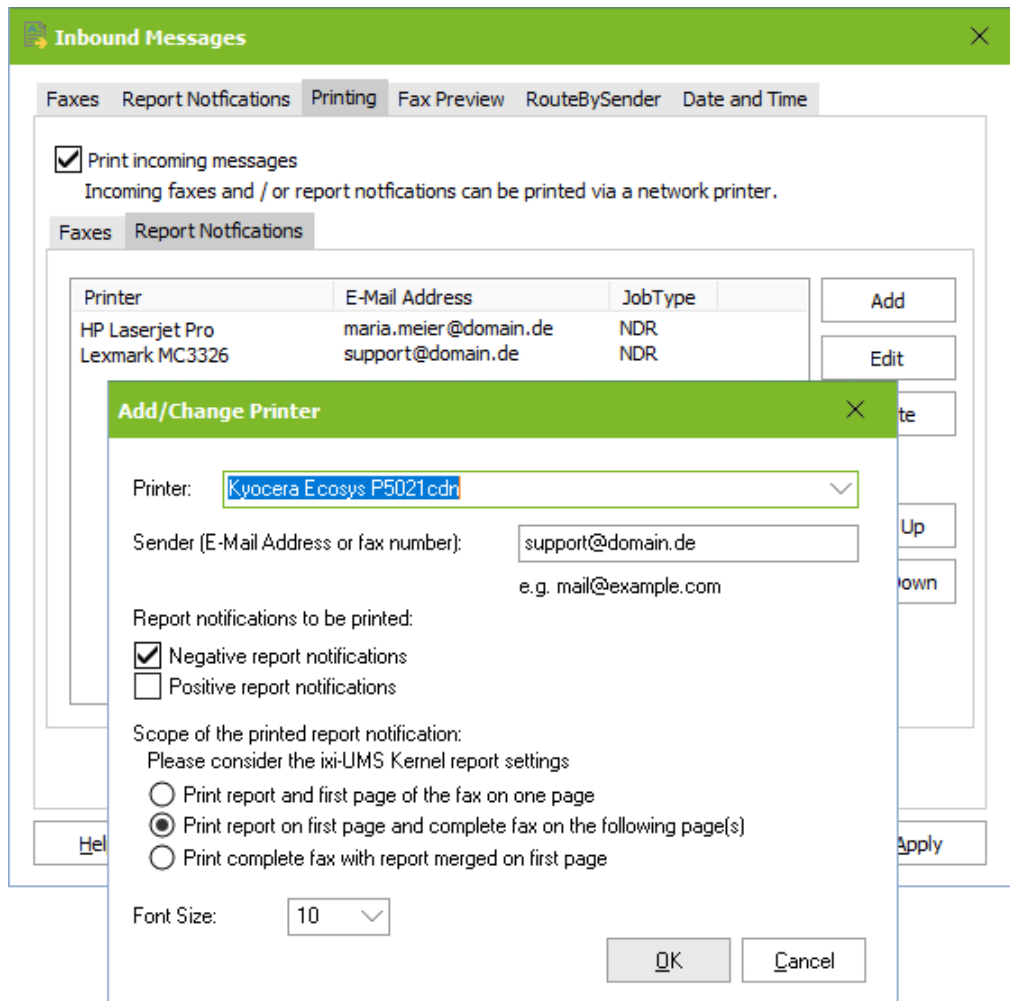 Inbound Messages
Faxes Report Notfications Printing Fax Preview RouteBySender Date and Time
Print incoming messages
Incoming faxes and / or report notfications can be printed via a network printer.
Faxes Report Notfications
Printer E-Mail Address JobType
Add
HP Laserjet Pro maria.meier@domain.de NDR
Lexmark MC3326 support@domain.de NDR
Edit
Add/Change Printer
te
Printer: Kyocera Ecosys P5021cdn
Up
Sender (E-Mail Address or fax number): support@domain.de
e.g. mail@example.com
own
Report notifications to be printed:
Negative report notifications
Positive report notifications
Scope of the printed report notification:
Please consider the ixi-UMS Kernel report settings
Print report and first page of the fax on one page
Print report on first page and complete fax on the following page(s)
Hel
Apply
Print complete fax with report merged on first page
Font Size: 10
OK Cancel